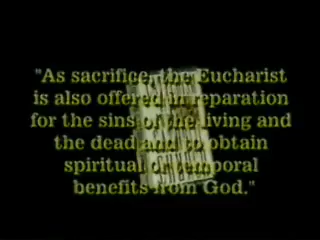 "As sacrifice, the Eucharist
is also offered in reparation
for the sins of the living and
the dead and to obtain
spiritual or temporal
benefits from God."